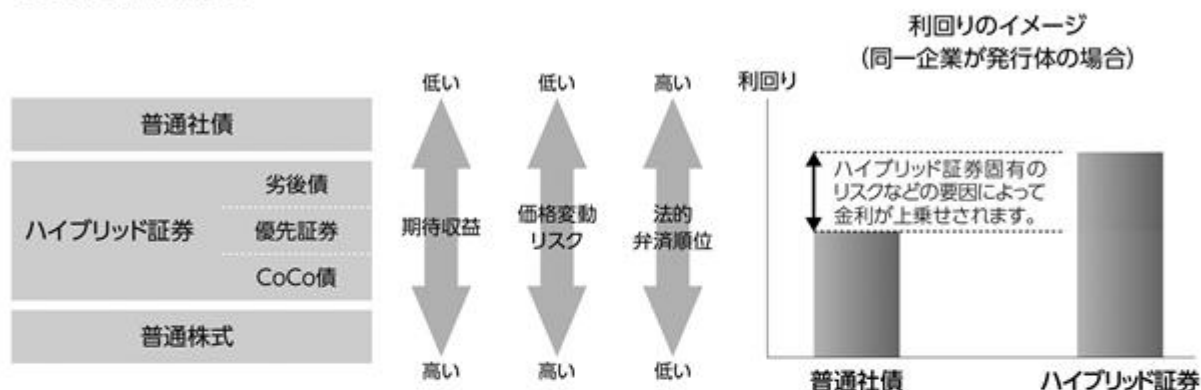 普通社債
ハイブリッド証券
劣後債
優先証券
CoCo債
普通株式
低い
期待収益
高い
低い
価格変動
リスク
高い
高い
法的
弁済順位
低い
利回りのイメージ
（同一企業が発行体の場合）
利回り
ハイブリッド証券固有の
リスクなどの要因によって
金利が上乗せされます。
普通社債
ハイブリッド証券